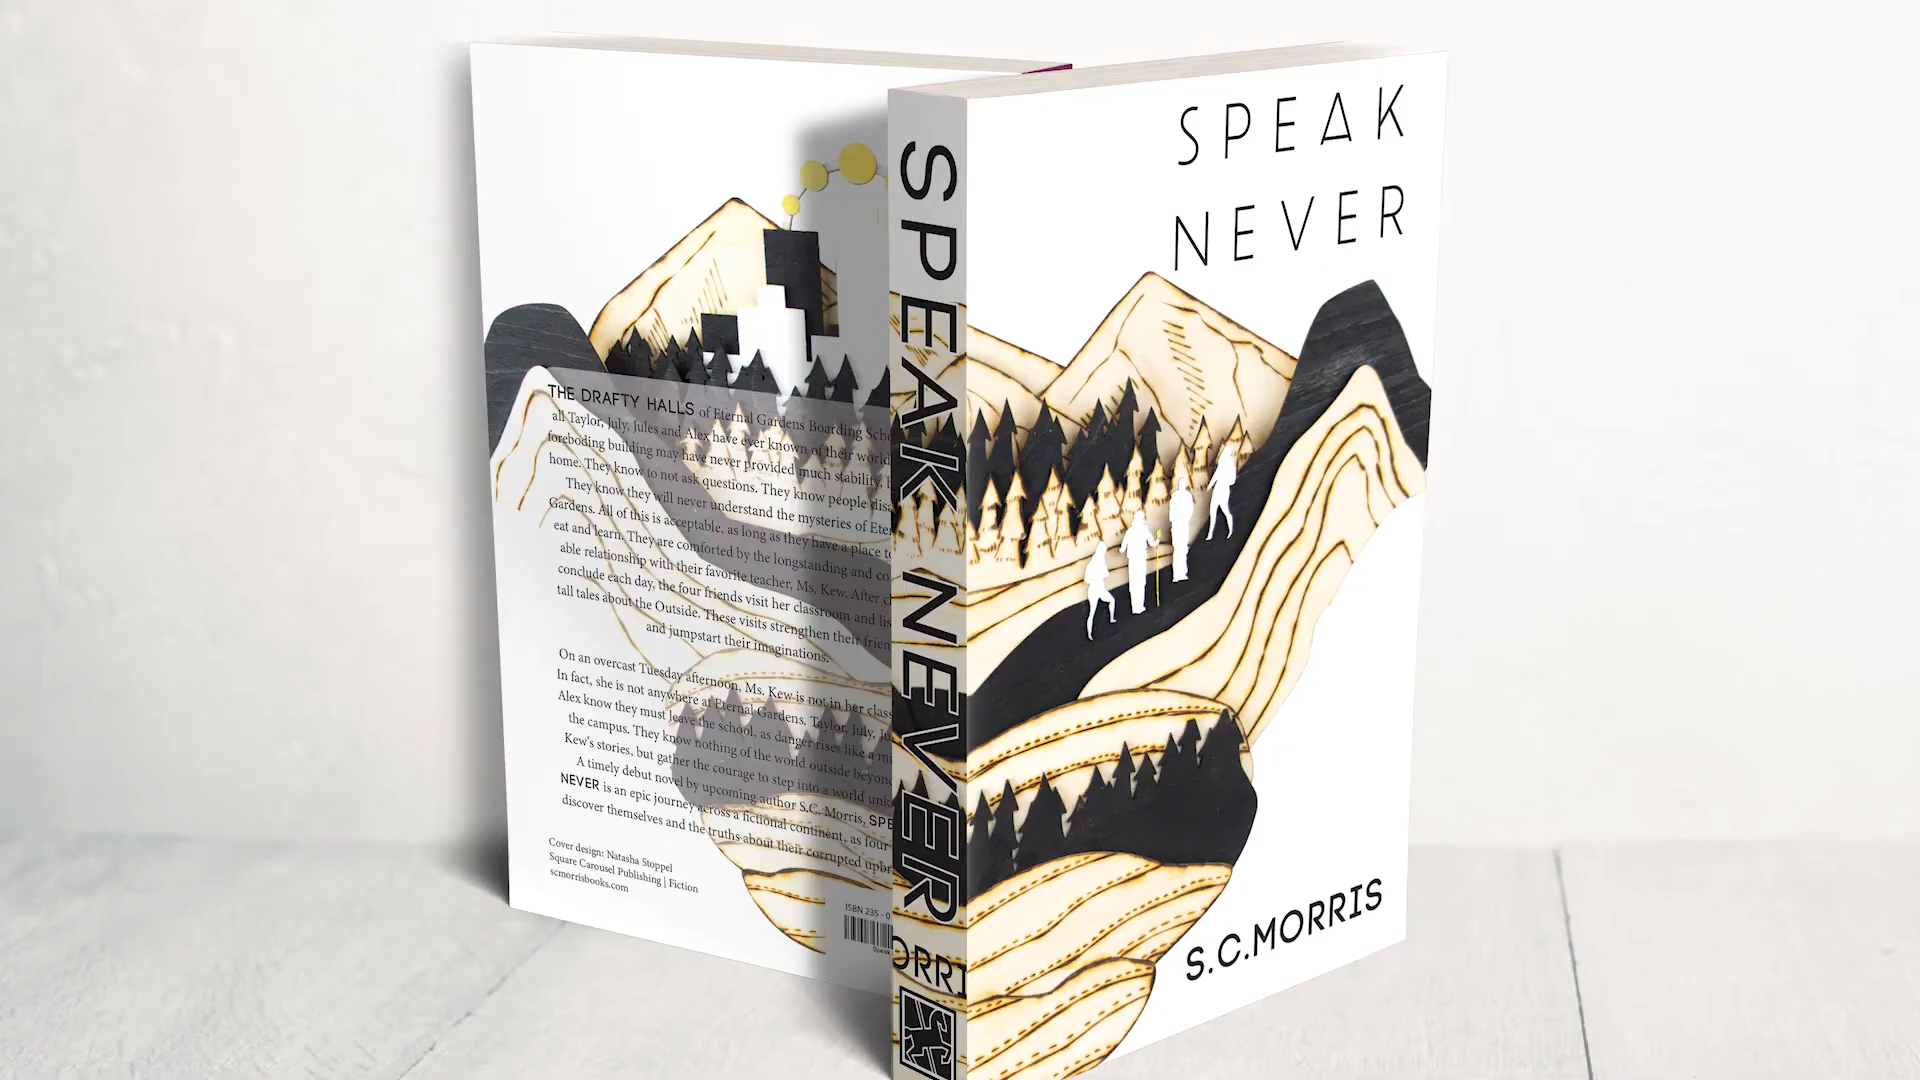 THE DRAFTY HALLS of Eternal Gardens Boarding
all Taylor, July, Jules and Alex have ever known of their world
foreboding building may have never provided much stability,
home. They know to not ask questions. They know people
They know they will never understand the mysteries of
Gardens. All of this is acceptable, as long as they have a place to
eat and learn. They are comforted by the longstanding and
able relationship with their favorite teacher, Ms. Kew. After
conclude each day, the four friends visit her classroom and
tall tales about the Outside. These visits strengthen their
and jumpstart their imaginations.
On an overcast Tuesday afternoon, Ms. Kew is not in her
In fact, she is not anywhere at Eternal Gardens. Taylor, July,
Alex know they must leave the school, as danger rises like a
the campus. They know nothing of the world outside
Kew's stories, but gather the courage to step into a world
A timely debut novel by upcoming author S.C. Morris,
NEVER is an epic journey across a fictional continent, as four
discover themselves and the truths about their corrupted
Cover design: Natasha Stoppel
Square Carousel Publishing | Fiction
scmorrisbooks.com
ISBN 235 - 0
Speak
SPEAK NEVER
ORRI
SPEAK
NEVER
S.C.MORRIS